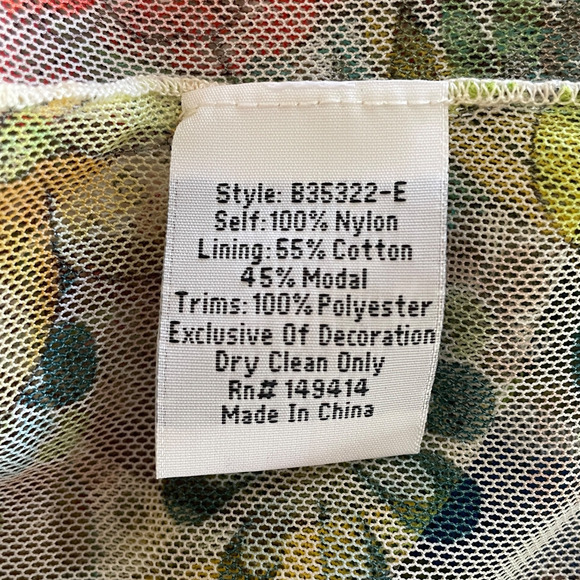 Style: B35322-E
Self:100% Nylon
Lining:55% Cotton
45% Modal
Trims:100% Polyester
Exclusive Of Decoration
Dry Clean Only
Rn# 149414
Made In China